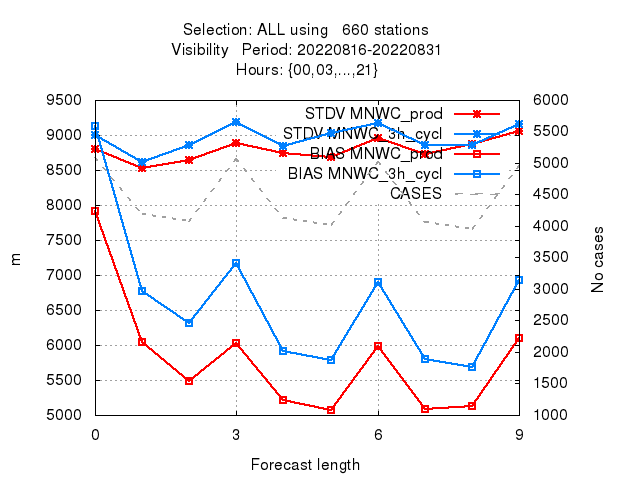 Selection: ALL using   660 stations
Visibility   Period: 20220816-20220831
Hours: {00,03,...,21}
STDV MNWC_prod
STDV MNWC_3h_cycl
BIAS MNWC_prod
BIAS MNWC_3h_cycl
CASES
9500
9000
8500
8000
7500
7000
6500
6000
5500
5000
m
6000
5500
5000
4500
4000
3500
3000
2500
2000
1500
1000
No cases
0 3 6 9
Forecast length